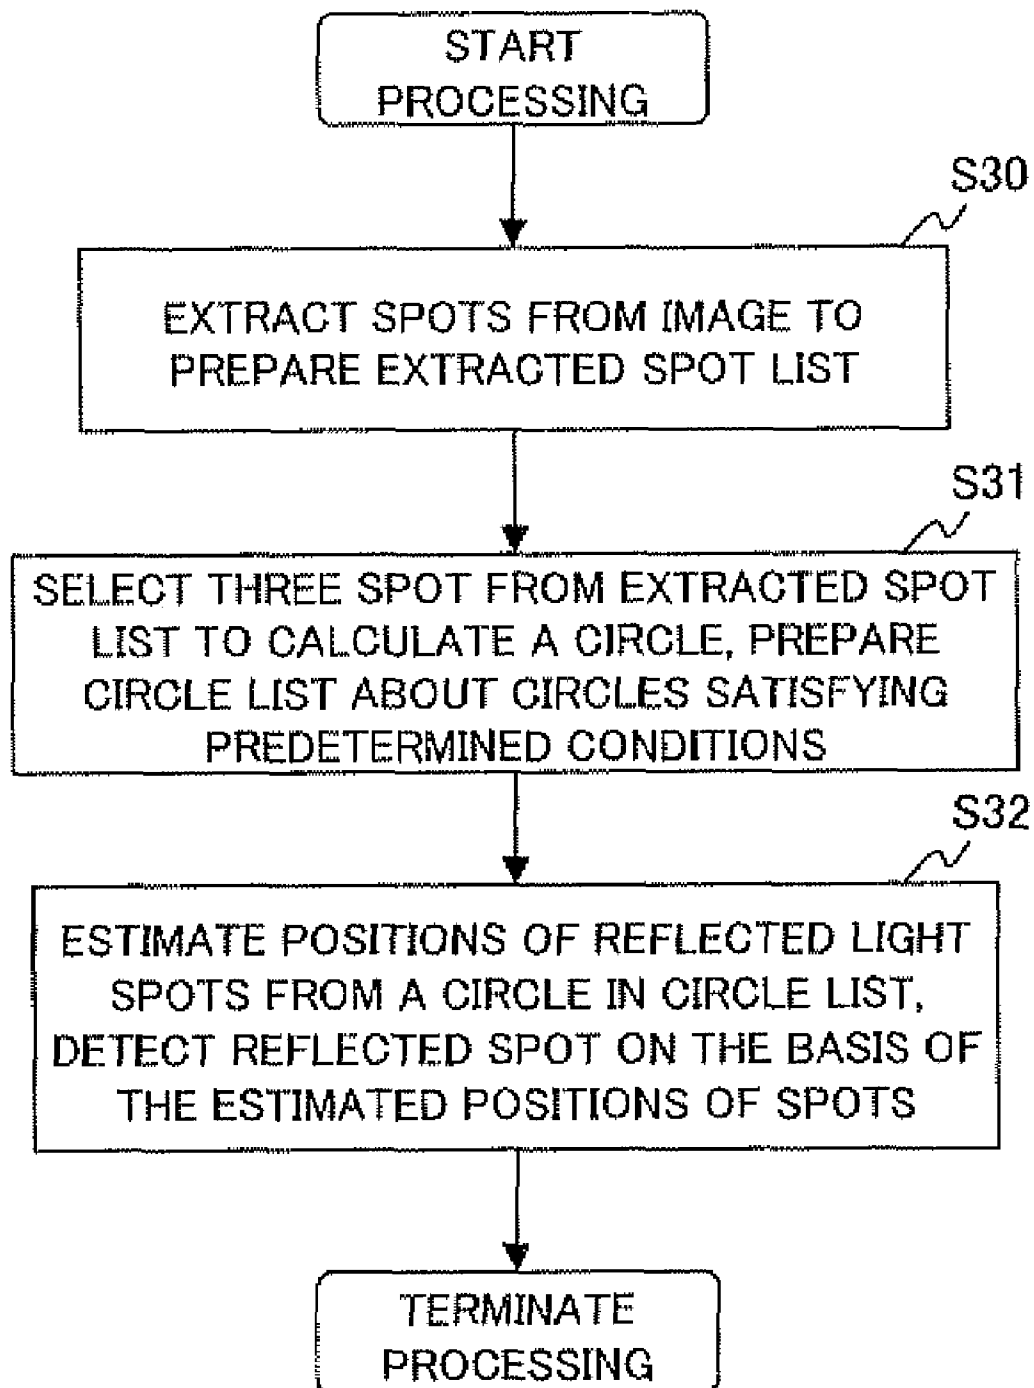 START
PROCESSING
S30
EXTRACT SPOTS FROM IMAGE TO
PREPARE EXTRACTED SPOT LIST
S31
SELECT THREE SPOT FROM EXTRACTED SPOT
LIST TO CALCULATE A CIRCLE, PREPARE
CIRCLE LIST ABOUT CIRCLES SATISFYING
PREDETERMINED CONDITIONS
S32
ESTIMATE POSITIONS OF REFLECTED LIGHT
SPOTS FROM A CIRCLE IN CIRCLE LIST,
DETECT REFLECTED SPOT ON THE BASIS OF
THE ESTIMATED POSITIONS OF SPOTS
TERMINATE
PROCESSING